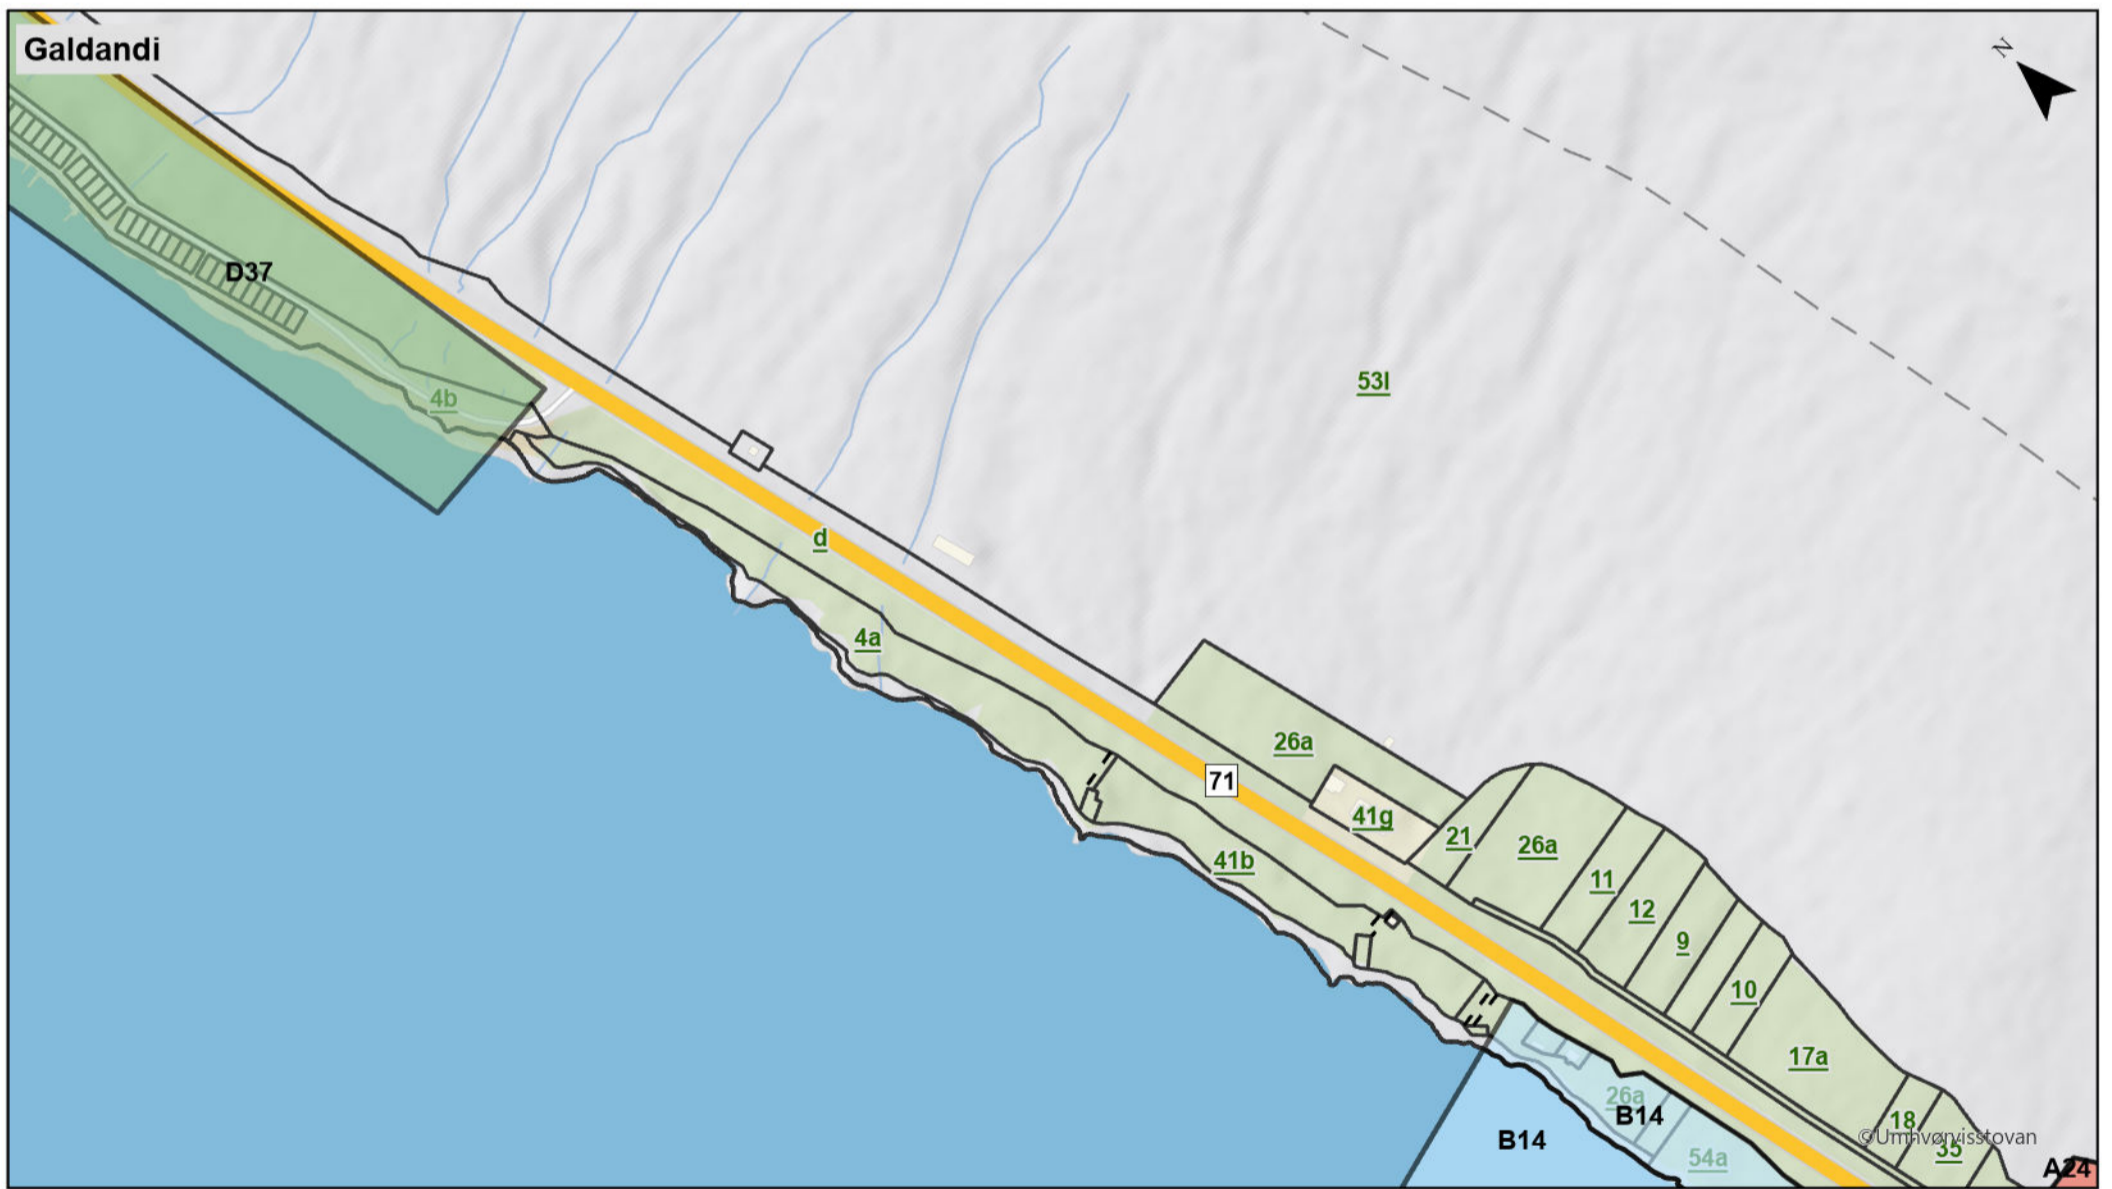 Galdandi
N
D37
4b
53l
d
4a
26a
71
41g
21
26a
41b
11
12
9
10
17a
26a
B14
B14
18
©Umhvørvisstovan
35
54a
A24